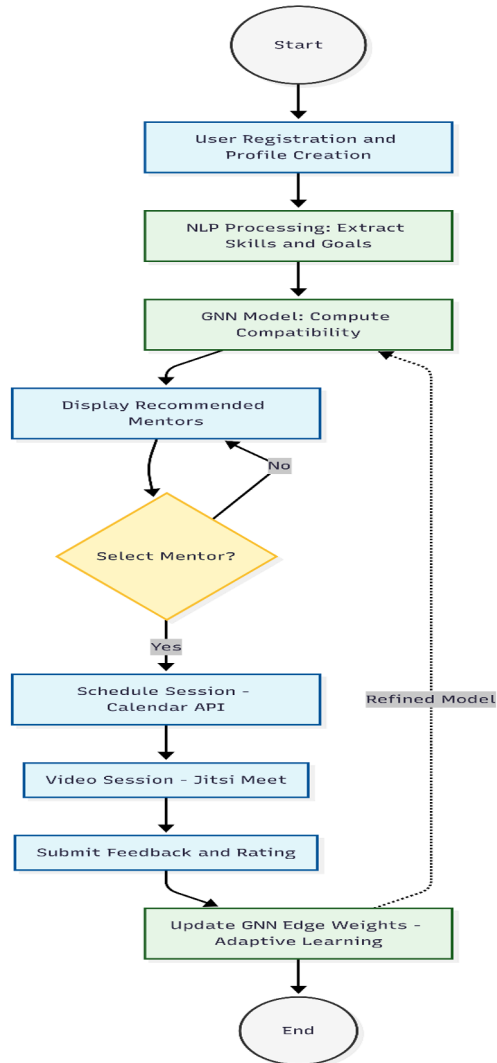 Start
User Registration and
Profile Creation
NLP Processing: Extract
Skills and Goals
GNN Model: Compute
Compatibility
Display Recommended
Mentors
No
Select Mentor?
Yes
Schedule Session -
Calendar API
Refined Model
Video Session - Jitsi Meet
Submit Feedback and Rating
Update GNN Edge Weights -
Adaptive Learning
End